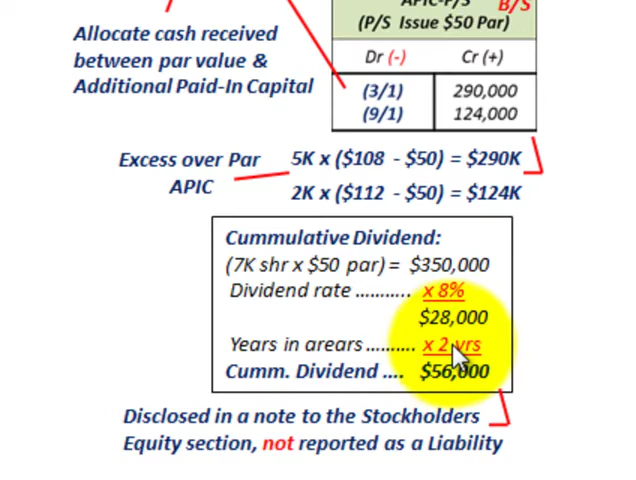 APIC-P/S B/S
(P/S Issue $50 Par)
Dr (-) Cr (+)
(3/1) 290,000
(9/1) 124,000
Allocate cash received
between par value &
Additional Paid-In Capital
Excess over Par
APIC
5K x ($108 - $50) = $290K
2K x ($112 - $50) = $124K
Cummulative Dividend:
(7K shr x $50 par) = $350,000
Dividend rate .......... x 8%
$28,000
Years in arears ......... x 2 yrs
Cumm. Dividend .... $56,000
Disclosed in a note to the Stockholders
Equity section, not reported as a Liability